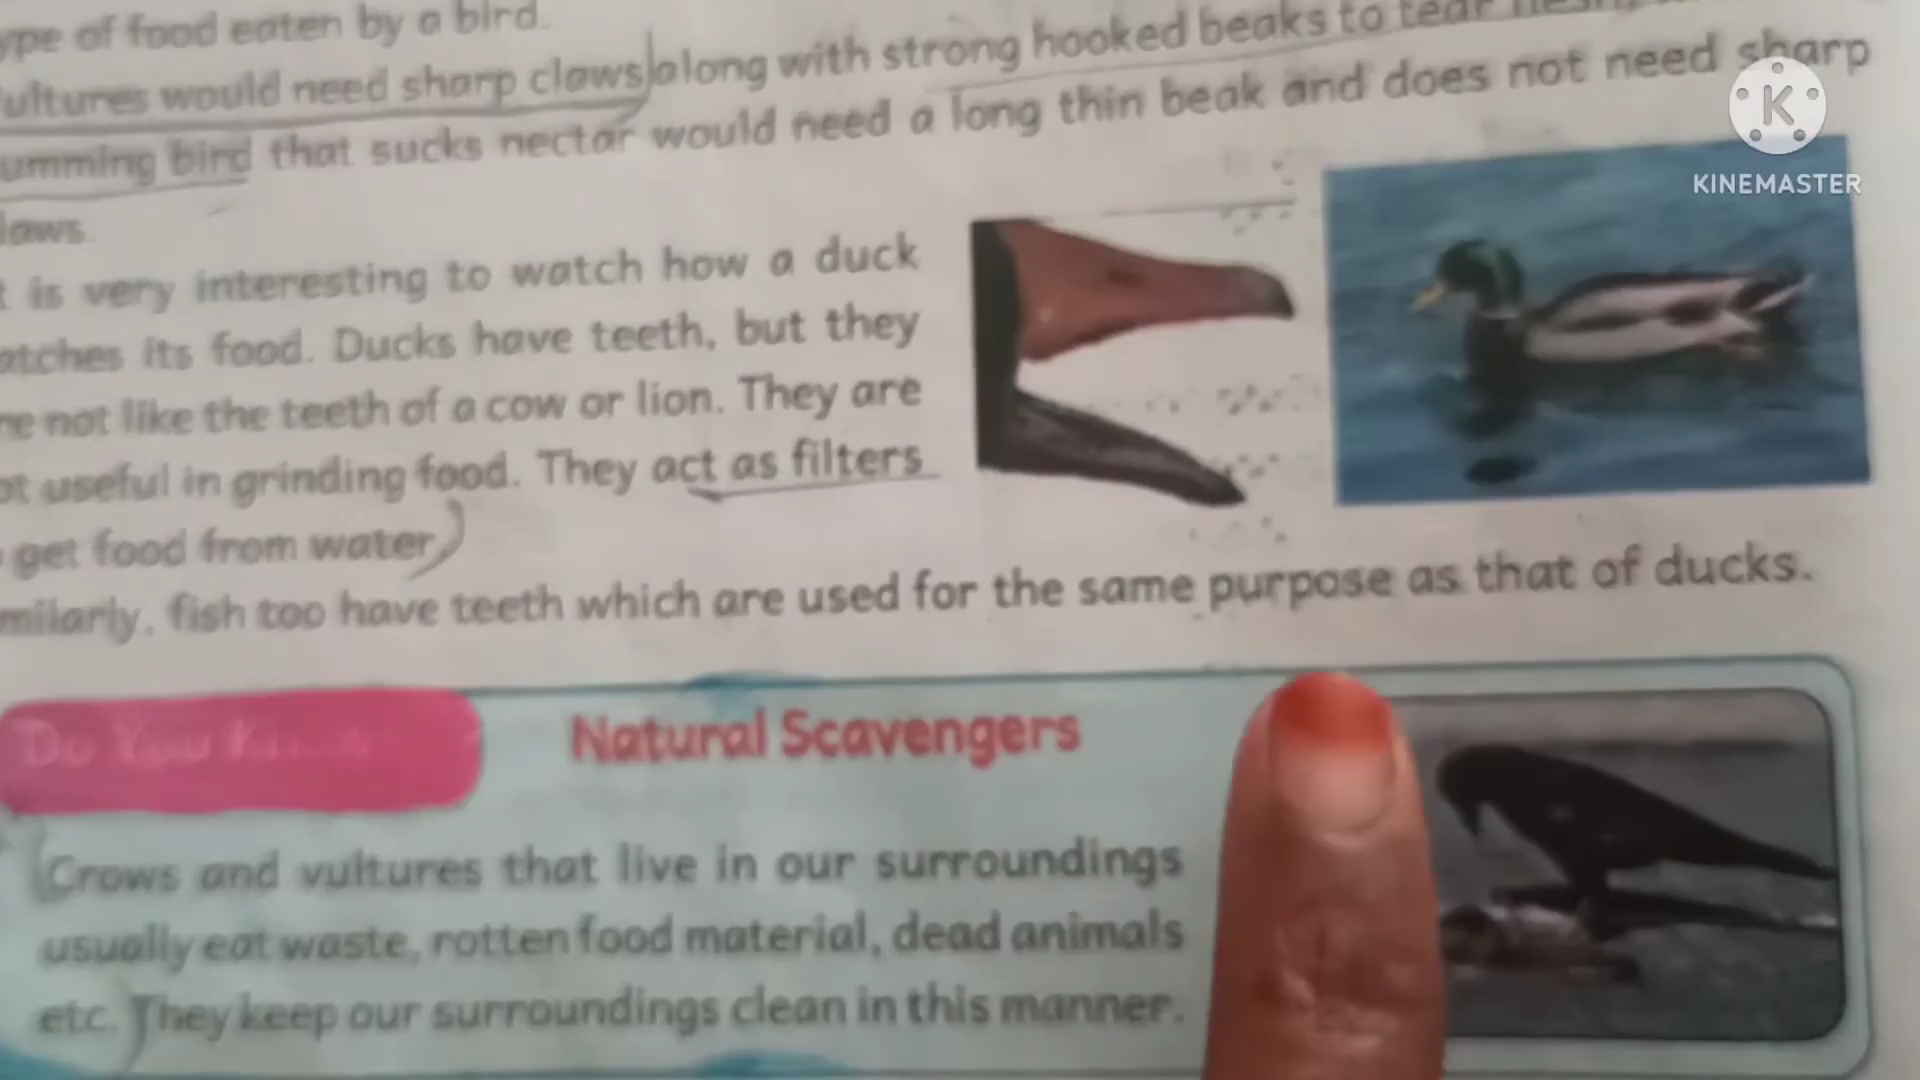 ype of food eaten by a bird.
ultures would need sharp claws along with strong hooked beaks to tear flesh,
umming bird that sucks nectar would need a long thin beak and does not need sharp
laws.
t is very interesting to watch how a duck
atches its food. Ducks have teeth, but they
re not like the teeth of a cow or lion. They are
ot useful in grinding food. They act as filters
o get food from water
milarly, fish too have teeth which are used for the same purpose as that of ducks.
Do You Know
Natural Scavengers
Crows and vultures that live in our surroundings
usually eat waste, rotten food material, dead animals
etc. They keep our surroundings clean in this manner.
K
KINEMASTER